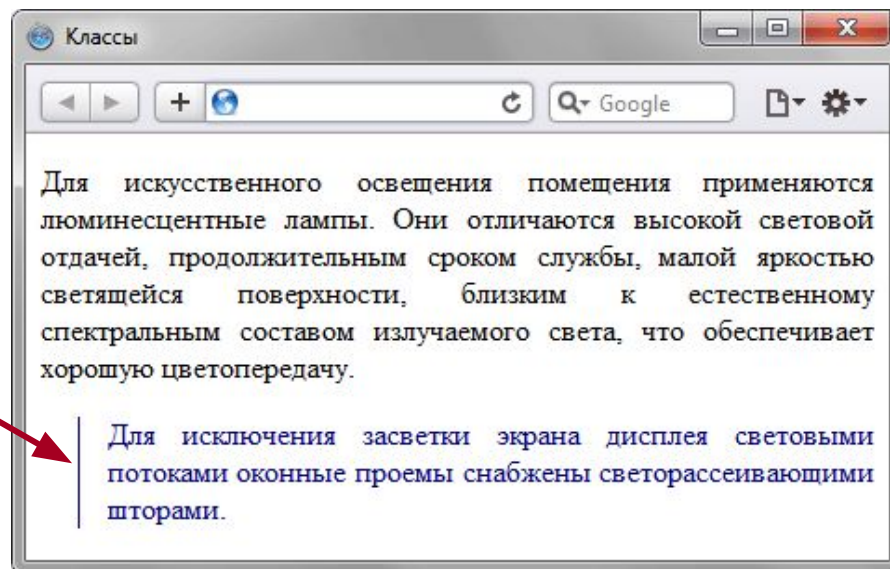 Классы
Google
Для искусственного освещения помещения применяются
люминесцентные лампы. Они отличаются высокой световой
отдачей, продолжительным сроком службы, малой яркостью
светящейся поверхности, близким к естественному
спектральным составом излучаемого света, что обеспечивает
хорошую цветопередачу.
Для исключения засветки экрана дисплея световыми
потоками оконные проемы снабжены светорассеивающими
шторами.